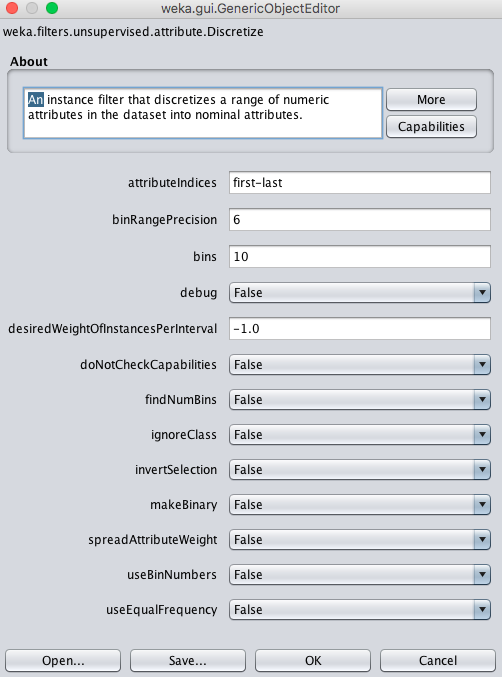 weka.gui.GenericObjectEditor
weka.filters.unsupervised.attribute.Discretize
About
An instance filter that discretizes a range of numeric
attributes in the dataset into nominal attributes.
More
Capabilities
attributeIndices first-last
binRangePrecision 6
bins 10
debug False
desiredWeightOfInstancesPerInterval -1.0
doNotCheckCapabilities False
findNumBins False
ignoreClass False
invertSelection False
makeBinary False
spreadAttributeWeight False
useBinNumbers False
useEqualFrequency False
Open... Save... OK Cancel